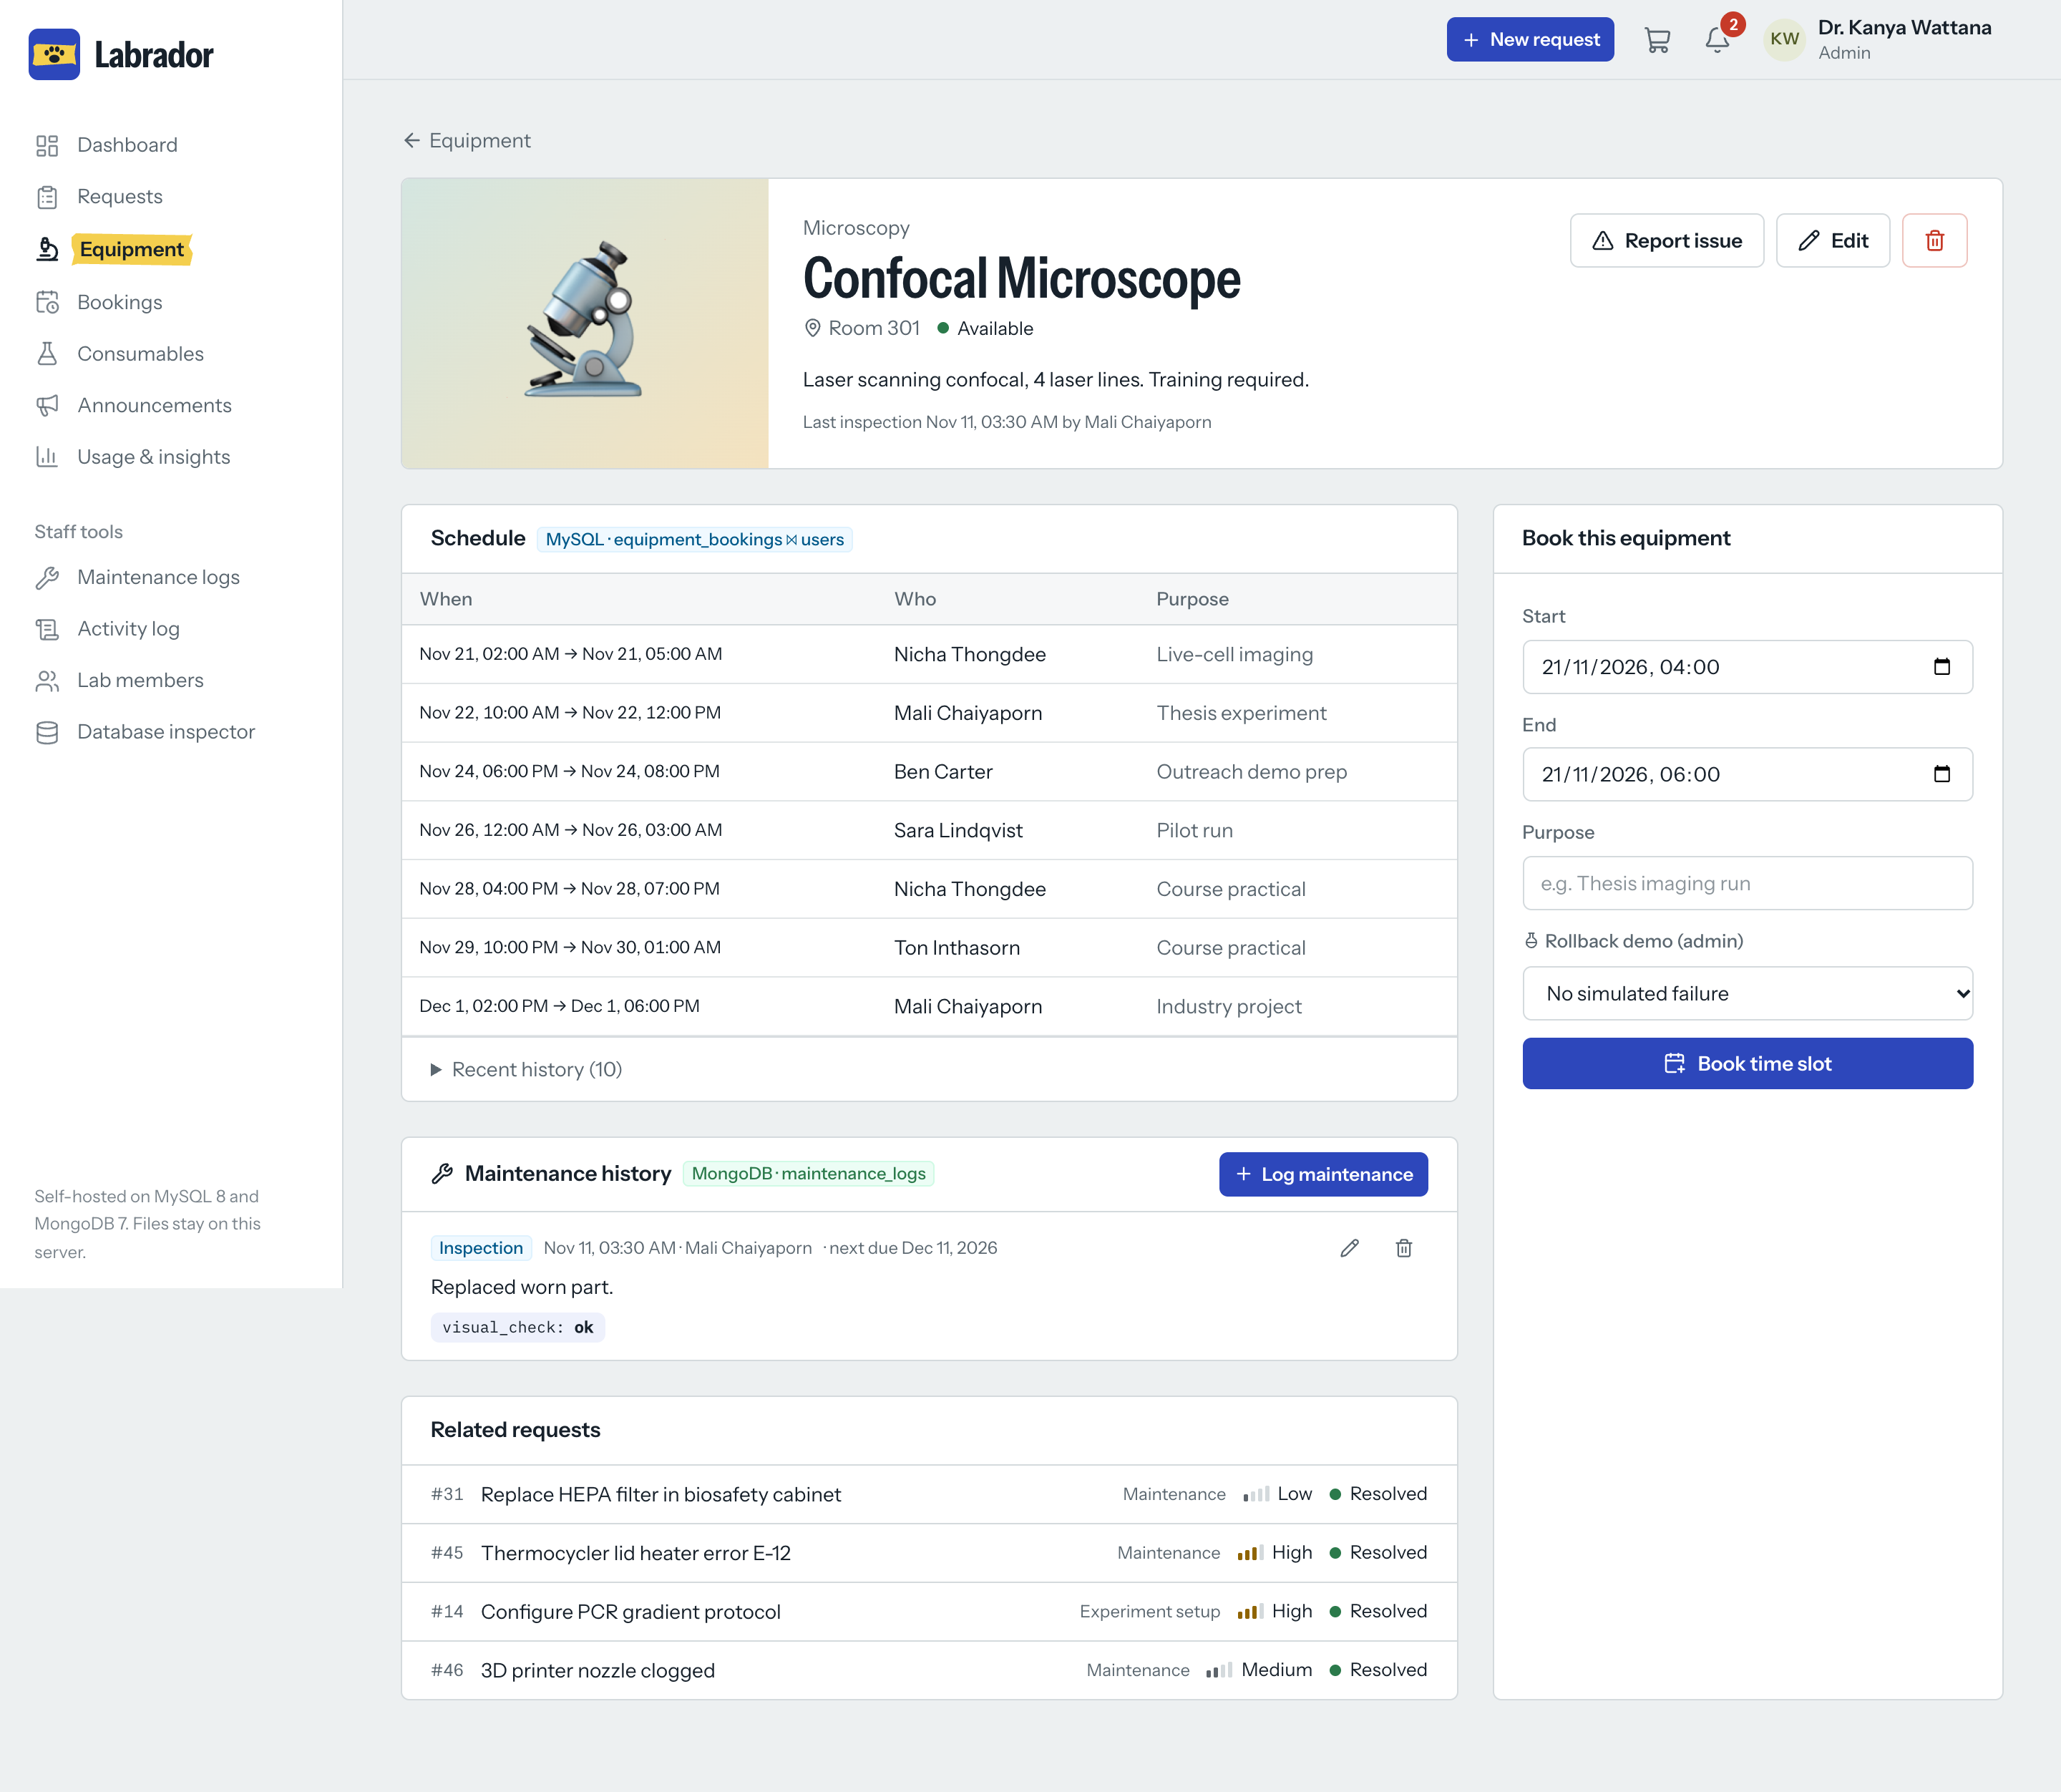 Labrador
Dashboard
Requests
Equipment
Bookings
Consumables
Announcements
Usage & insights
Staff tools
Maintenance logs
Activity log
Lab members
Database inspector
Self-hosted on MySQL 8 and
MongoDB 7. Files stay on this
server.
+ New request
2
KW
Dr. Kanya Wattana
Admin
← Equipment
Microscopy
Confocal Microscope
Room 301 Available
Laser scanning confocal, 4 laser lines. Training required.
Last inspection Nov 11, 03:30 AM by Mali Chaiyaporn
Report issue
Edit
Schedule MySQL · equipment_bookings ⋈ users
When Who Purpose
Nov 21, 02:00 AM → Nov 21, 05:00 AM Nicha Thongdee Live-cell imaging
Nov 22, 10:00 AM → Nov 22, 12:00 PM Mali Chaiyaporn Thesis experiment
Nov 24, 06:00 PM → Nov 24, 08:00 PM Ben Carter Outreach demo prep
Nov 26, 12:00 AM → Nov 26, 03:00 AM Sara Lindqvist Pilot run
Nov 28, 04:00 PM → Nov 28, 07:00 PM Nicha Thongdee Course practical
Nov 29, 10:00 PM → Nov 30, 01:00 AM Ton Inthasorn Course practical
Dec 1, 02:00 PM → Dec 1, 06:00 PM Mali Chaiyaporn Industry project
▶ Recent history (10)
Book this equipment
Start
21/11/2026, 04:00
End
21/11/2026, 06:00
Purpose
e.g. Thesis imaging run
Rollback demo (admin)
No simulated failure
Book time slot
Maintenance history MongoDB · maintenance_logs
+ Log maintenance
Inspection Nov 11, 03:30 AM · Mali Chaiyaporn · next due Dec 11, 2026
Replaced worn part.
visual_check: ok
Related requests
#31 Replace HEPA filter in biosafety cabinet Maintenance Low Resolved
#45 Thermocycler lid heater error E-12 Maintenance High Resolved
#14 Configure PCR gradient protocol Experiment setup High Resolved
#46 3D printer nozzle clogged Maintenance Medium Resolved